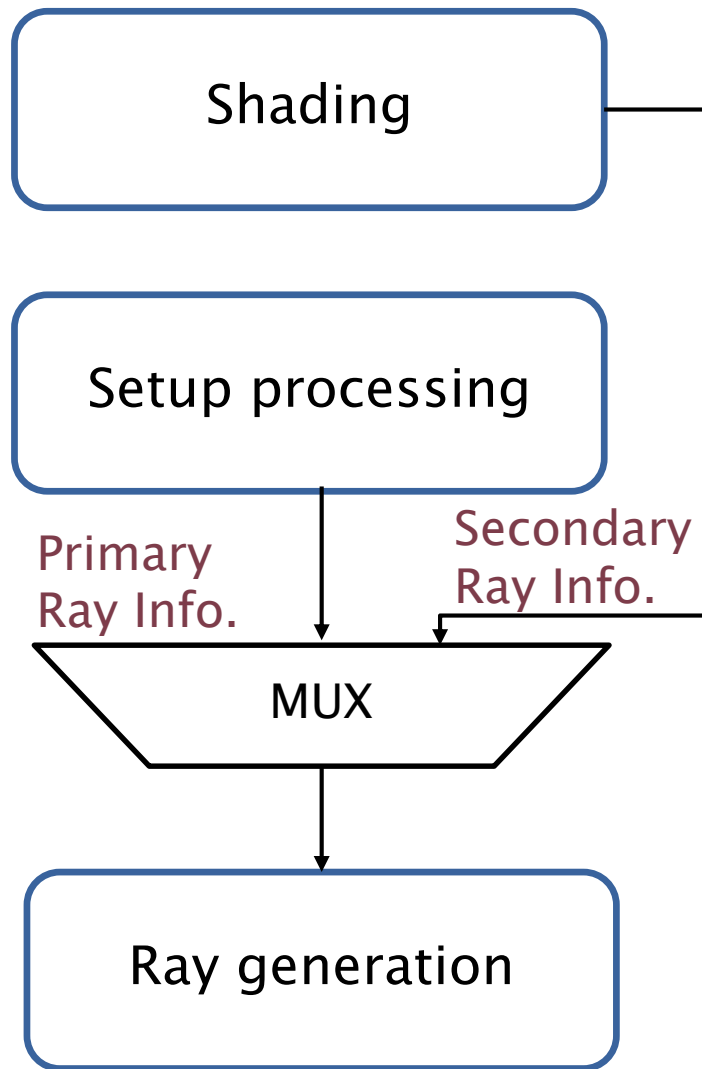 Shading
Setup processing
Primary
Ray Info.
Secondary
Ray Info.
MUX
Ray generation